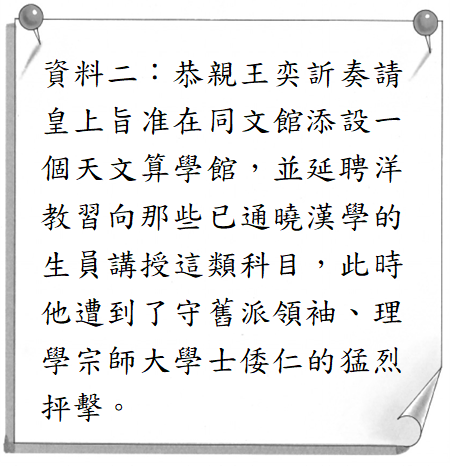 資料二：恭親王奕訢奏請
皇上旨准在同文館添設一
個天文算學館，並延聘洋
教習向那些已通曉漢學的
生員講授這類科目，此時
他遭到了守舊派領袖、理
學宗師大學士倭仁的猛烈
抨擊。